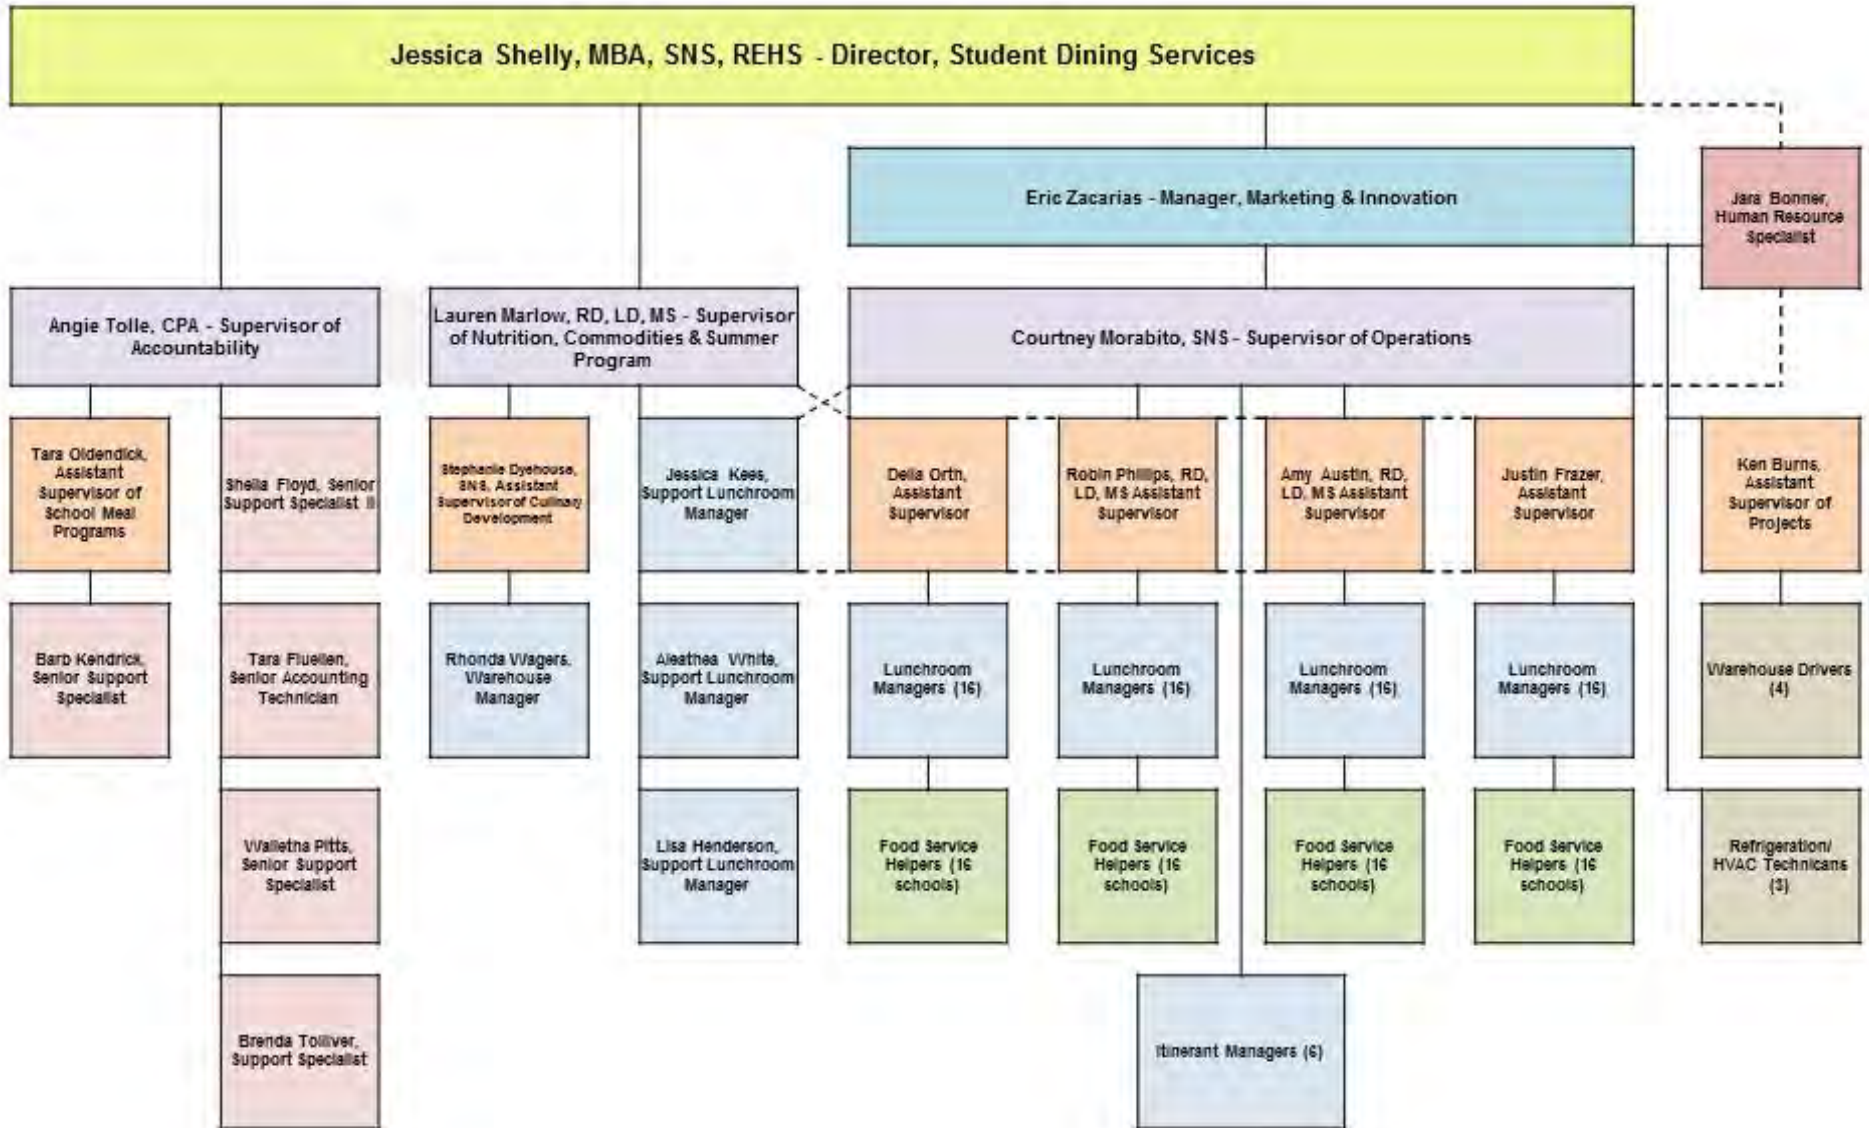 Jessica Shelly, MBA, SNS, REHS - Director, Student Dining Services
Eric Zacarias - Manager, Marketing & Innovation
Jara Bonner,
Human Resource
Specialist
Angie Tolle, CPA - Supervisor of
Accountability
Lauren Marlow, RD, LD, MS - Supervisor
of Nutrition, Commodities & Summer
Program
Courtney Morabito, SNS - Supervisor of Operations
Tara Oldendick,
Assistant
Supervisor of
School Meal
Programs
Sheila Floyd, Senior
Support Specialist II
Stephanie Dyehouse,
SNS, Assistant
Supervisor of Culinary
Development
Jessica Kees,
Support Lunchroom
Manager
Delia Orth,
Assistant
Supervisor
Robin Phillips, RD,
LD, MS Assistant
Supervisor
Amy Austin, RD,
LD, MS Assistant
Supervisor
Justin Frazer,
Assistant
Supervisor
Ken Burns,
Assistant
Supervisor of
Projects
Barb Kendrick,
Senior Support
Specialist
Tara Fluellen,
Senior Accounting
Technician
Rhonda Wagers,
Warehouse
Manager
Aleathea White,
Support Lunchroom
Manager
Lunchroom
Managers (16)
Lunchroom
Managers (16)
Lunchroom
Managers (16)
Lunchroom
Managers (16)
Warehouse Drivers
(4)
Walletna Pitts,
Senior Support
Specialist
Lisa Henderson,
Support Lunchroom
Manager
Food Service
Helpers (16
schools)
Food Service
Helpers (16
schools)
Food Service
Helpers (16
schools)
Food Service
Helpers (16
schools)
Refrigeration/
HVAC Technicans
(3)
Brenda Tolliver,
Support Specialist
Itinerant Managers (6)